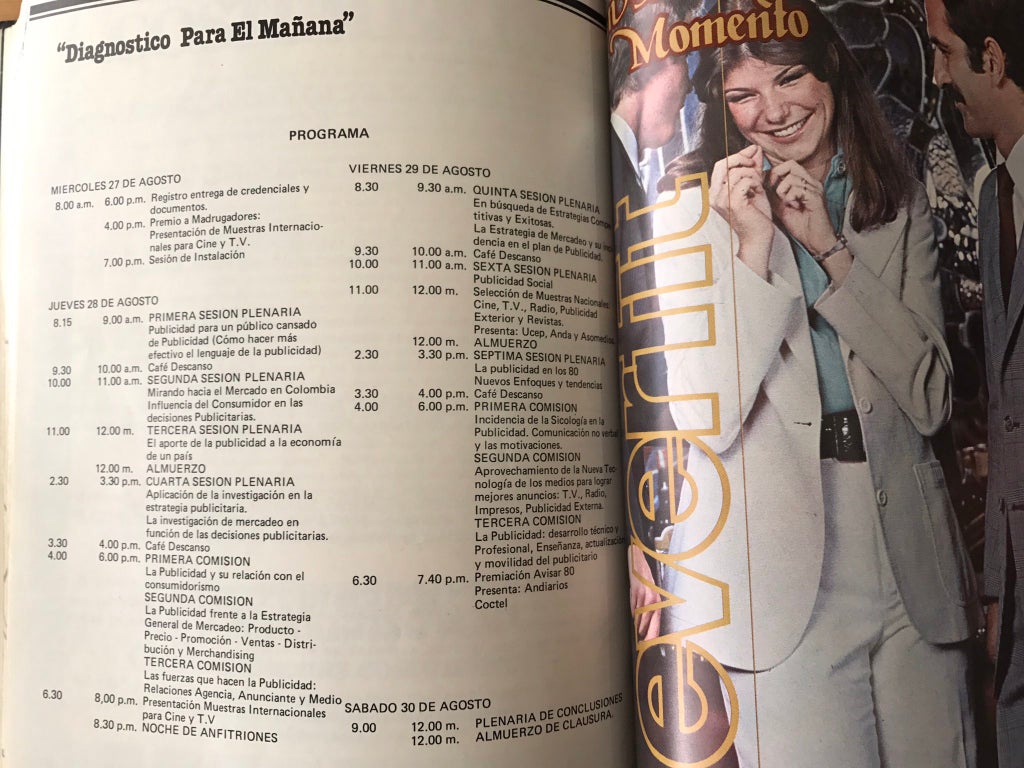 "Diagnostico Para El Mañana"
PROGRAMA
MIERCOLES 27 DE AGOSTO
8.00 a.m. 6.00 p.m. Registro entrega de credenciales y
documentos.
4.00 p.m. Premio a Madrugadores:
Presentación de Muestras Internacio-
nales para Cine y T.V.
7.00 p.m. Sesión de Instalación
JUEVES 28 DE AGOSTO
8.15 9.00 a.m. PRIMERA SESION PLENARIA
Publicidad para un público cansado
de Publicidad (Cómo hacer más
efectivo el lenguaje de la publicidad)
9.30 10.00 a.m. Café Descanso
10.00 11.00 a.m. SEGUNDA SESION PLENARIA
Mirando hacia el Mercado en Colombia
Influencia del Consumidor en las
decisiones Publicitarias.
11.00 12.00 m. TERCERA SESION PLENARIA
El aporte de la publicidad a la economía
de un país
12.00 m. ALMUERZO
2.30 3.30 p.m. CUARTA SESION PLENARIA
Aplicación de la investigación en la
estrategia publicitaria.
La investigación de mercadeo en
función de las decisiones publicitarias.
3.30 4.00 p.m. Café Descanso
4.00 6.00 p.m. PRIMERA COMISION
La Publicidad y su relación con el
consumidorismo
SEGUNDA COMISION
La Publicidad frente a la Estrategia
General de Mercadeo: Producto -
Precio - Promoción - Ventas - Distri-
bución y Merchandising
TERCERA COMISION
Las fuerzas que hacen la Publicidad:
Relaciones Agencia, Anunciante y Medio
6.30 8,00 p.m. Presentación Muestras Internacionales
para Cine y T.V
8.30 p.m. NOCHE DE ANFITRIONES
VIERNES 29 DE AGOSTO
8.30 9.30 a.m. QUINTA SESION PLENARIA
En búsqueda de Estrategias Compe
titivas y Exitosas.
La Estrategia de Mercadeo y su
dencia en el plan de Publicidad.
9.30 10.00 a.m. Café Descanso
10.00 11.00 a.m. SEXTA SESION PLENARIA
Publicidad Social
11.00 12.00 m. Selección de Muestras Nacionales
Cine, T.V., Radio, Publicidad
Exterior y Revistas.
Presenta: Ucep, Anda y Asomedios
12.00 m. ALMUERZO
2.30 3.30 p.m. SEPTIMA SESION PLENARIA
La publicidad en los 80
Nuevos Enfoques y tendencias
3.30 4.00 p.m. Café Descanso
4.00 6.00 p.m. PRIMERA COMISION
Incidencia de la Sicología en la
Publicidad. Comunicación no verbal
y las motivaciones.
SEGUNDA COMISION
Aprovechamiento de la Nueva Tec-
nología de los medios para lograr
mejores anuncios: T.V., Radio,
Impresos, Publicidad Externa.
TERCERA COMISION
La Publicidad: desarrollo técnico y
Profesional, Enseñanza, actualización
y movilidad del publicitario
6.30 7.40 p.m. Premiación Avisar 80
Presenta: Andiarios
Coctel
SABADO 30 DE AGOSTO
9.00 12.00 m. PLENARIA DE CONCLUSIONES
12.00 m. ALMUERZO DE CLAUSURA.
Momento
everfit